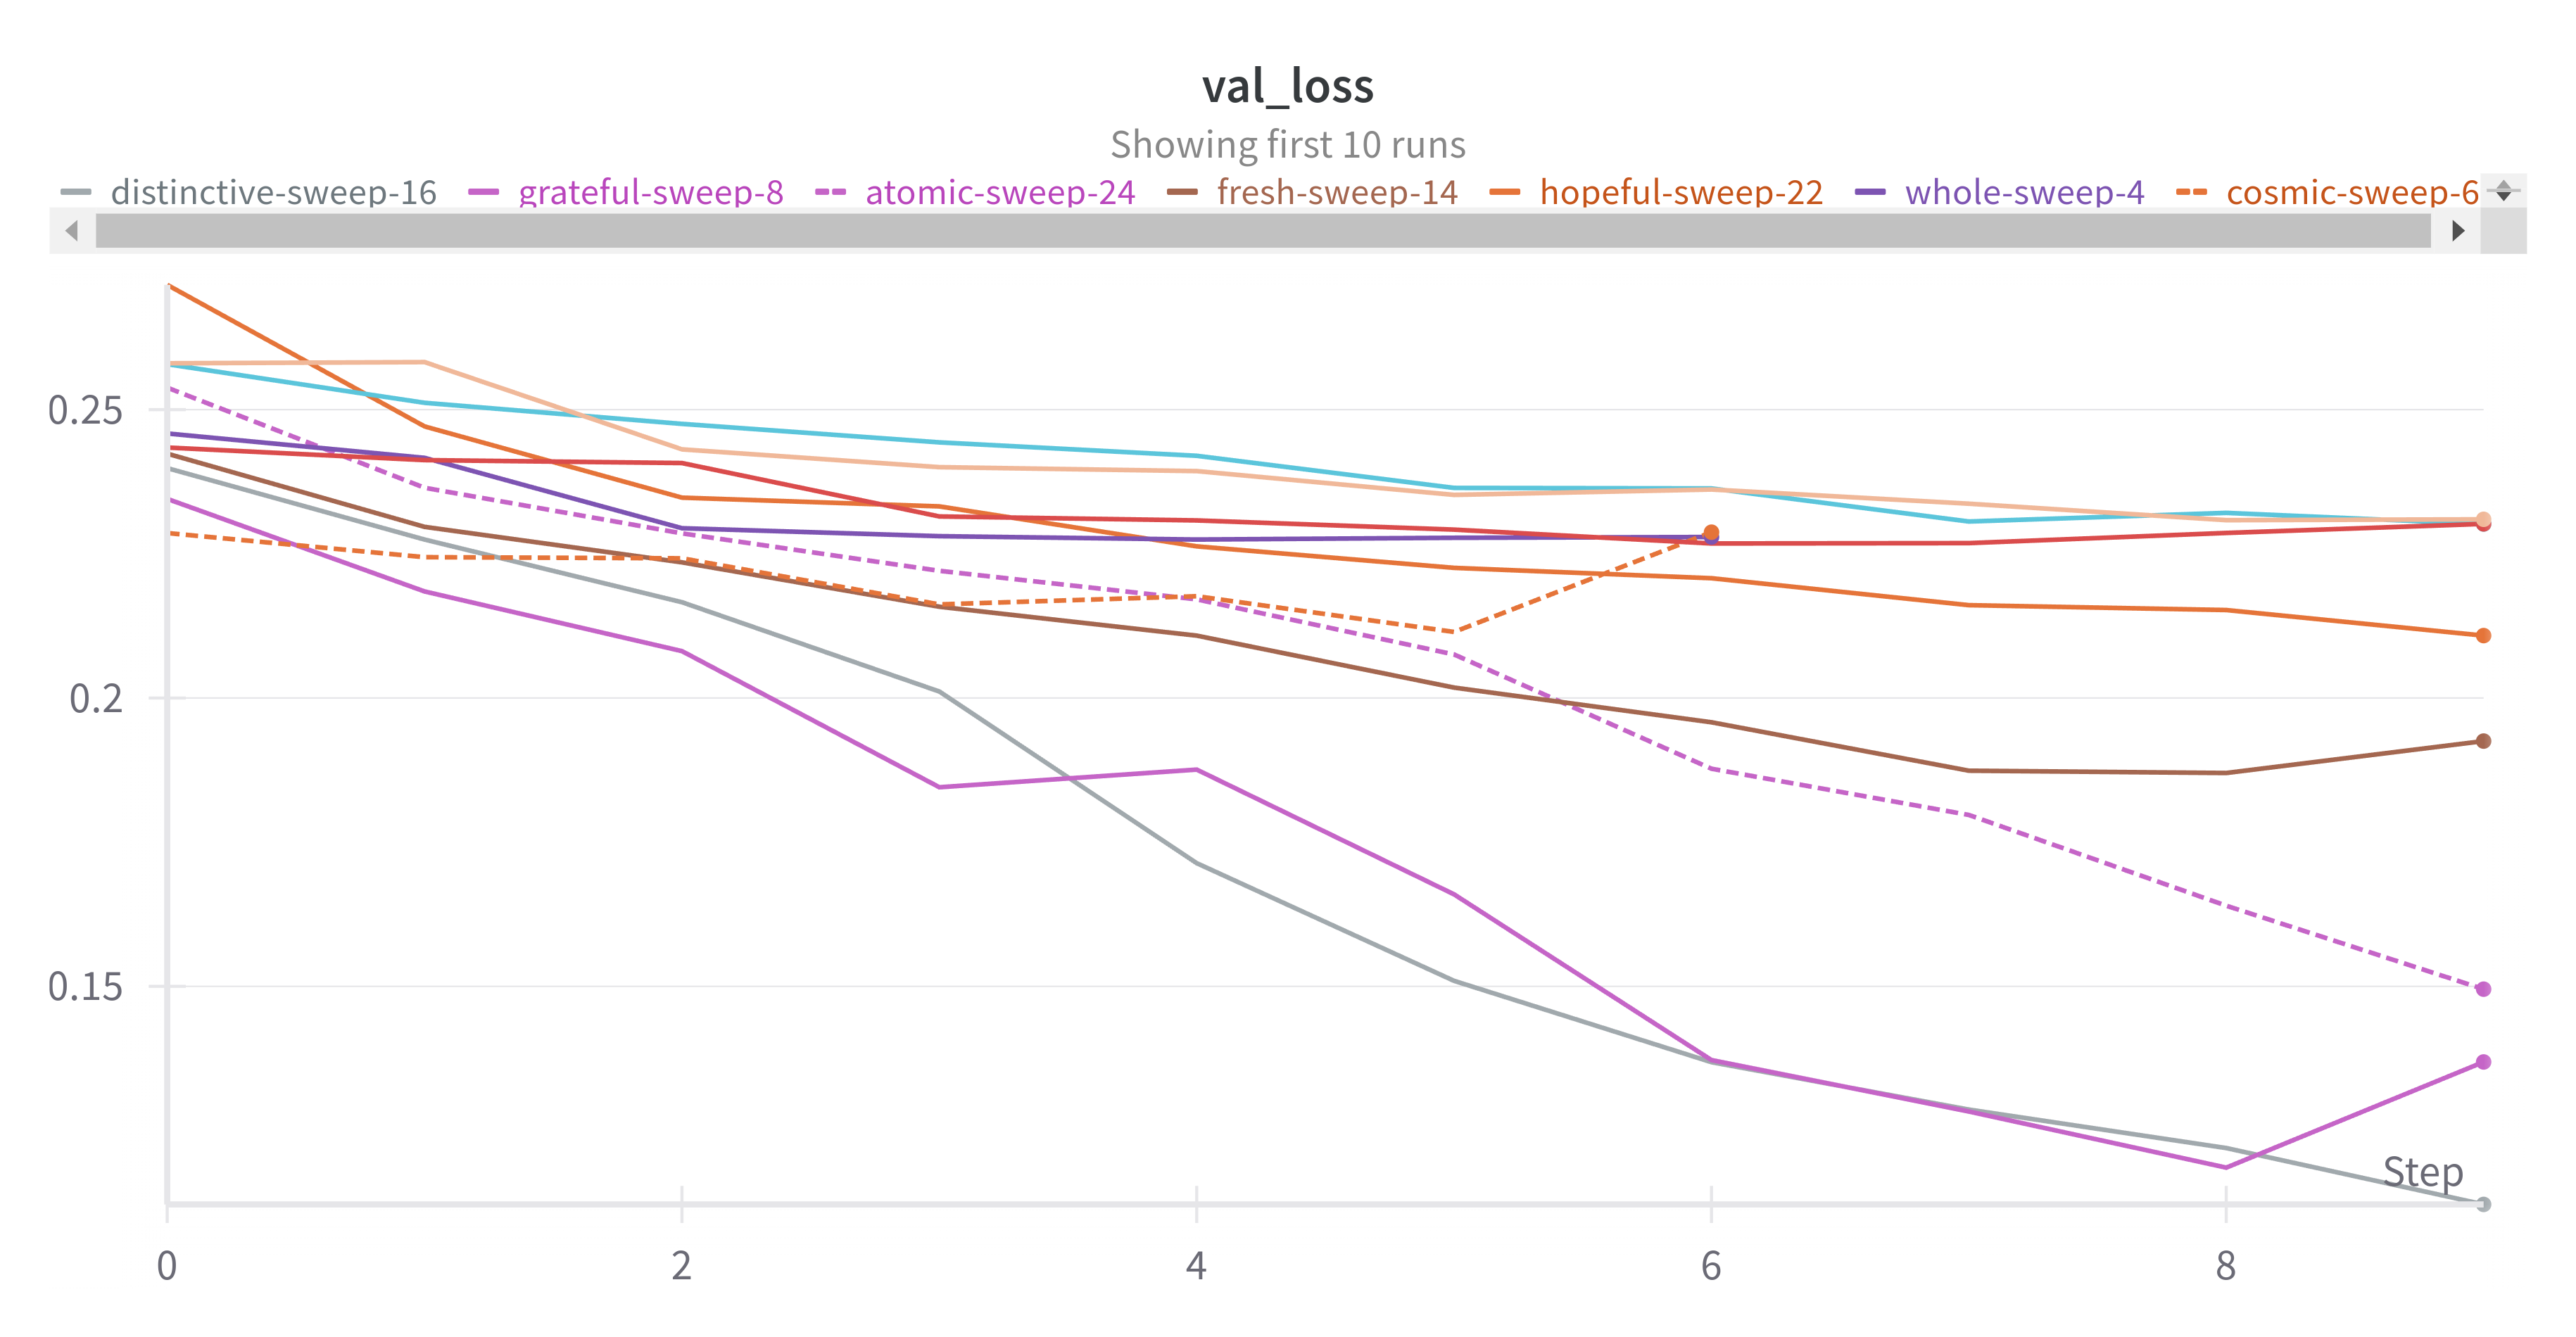 val_loss
Showing first 10 runs
distinctive-sweep-16 grateful-sweep-8 atomic-sweep-24 fresh-sweep-14 hopeful-sweep-22 whole-sweep-4 cosmic-sweep-6
0.25
0.2
0.15
Step
0 2 4 6 8